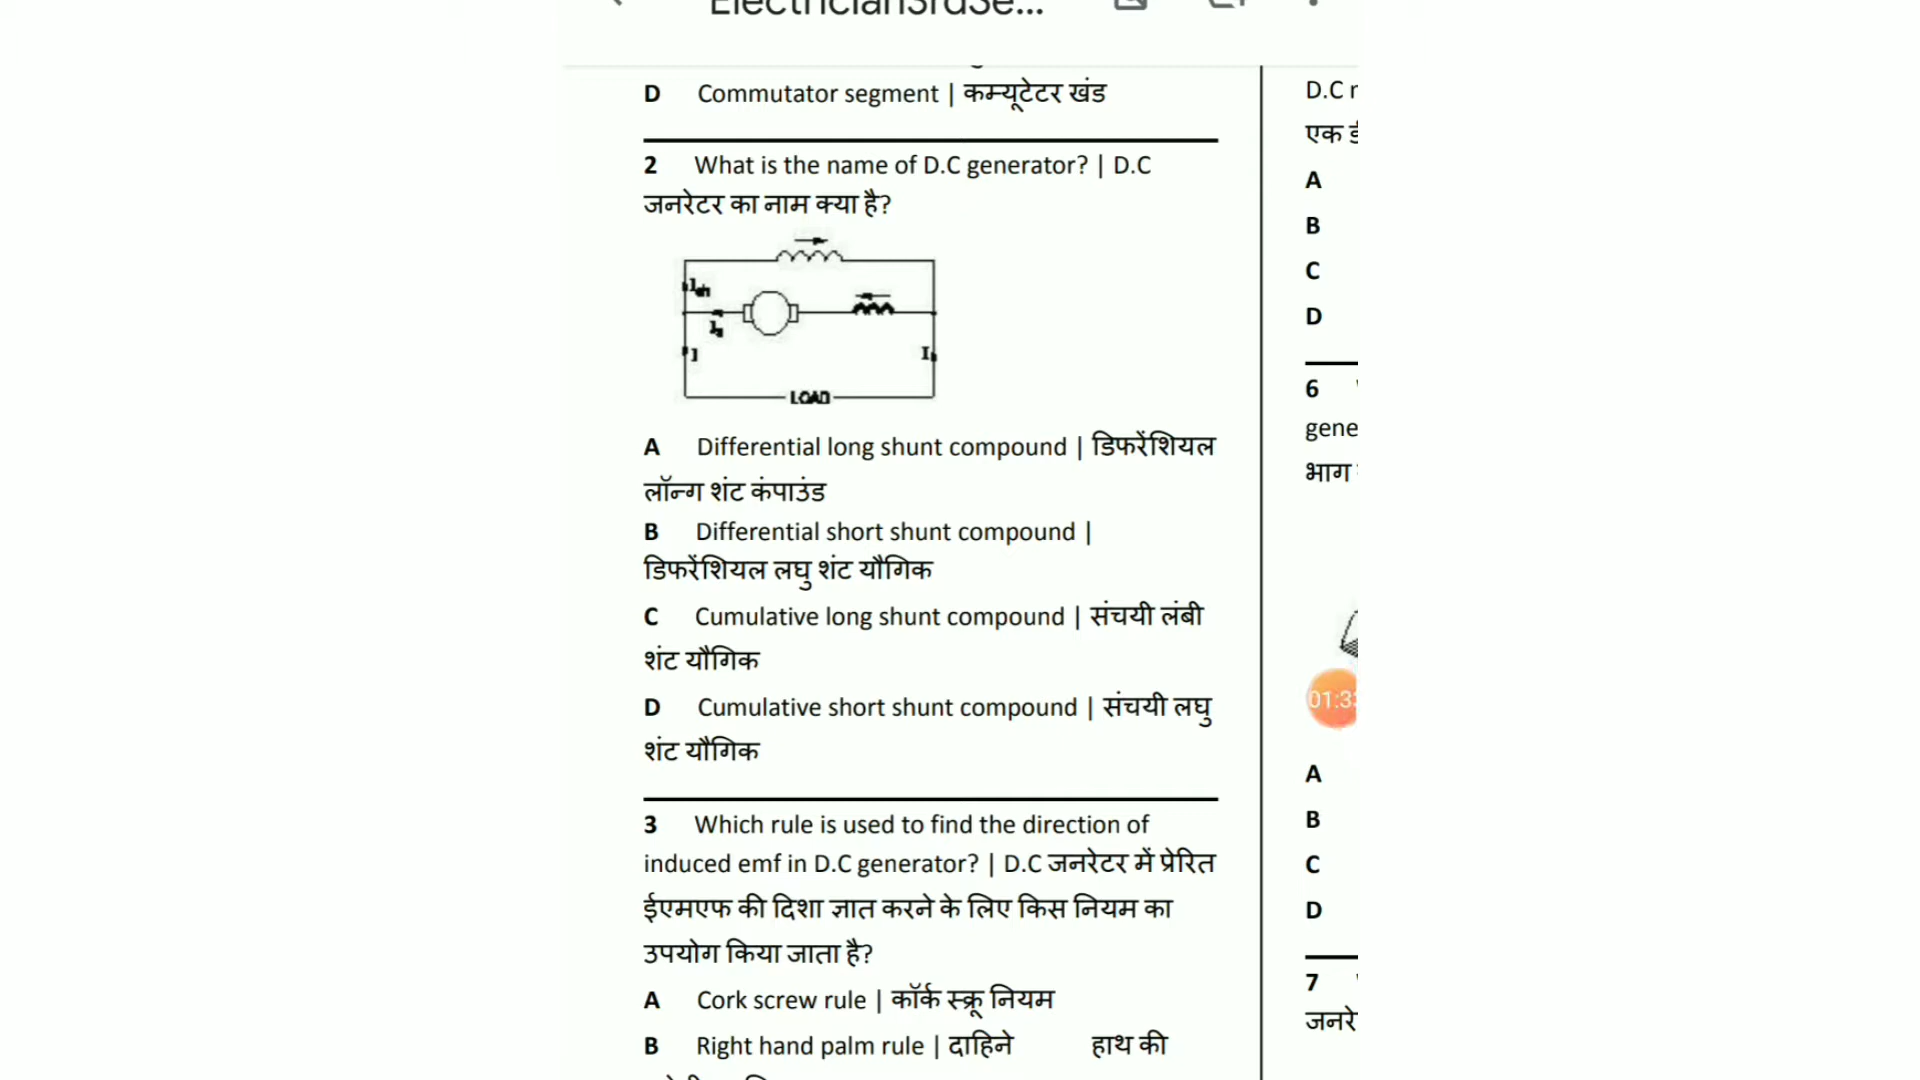 ElectricianSrdSe...
D Commutator segment | कम्यूटेटर खंड
2 What is the name of D.C generator? | D.C
जनरेटर का नाम क्या है?
LOAD
A Differential long shunt compound | डिफरेंशियल
लॉन्ग शंट कंपाउंड
B Differential short shunt compound |
डिफरेंशियल लघु शंट यौगिक
C Cumulative long shunt compound | संचयी लंबी
शंट यौगिक
D Cumulative short shunt compound | संचयी लघु
शंट यौगिक
3 Which rule is used to find the direction of
induced emf in D.C generator? | D.C जनरेटर में प्रेरित
ईएमएफ की दिशा ज्ञात करने के लिए किस नियम का
उपयोग किया जाता है?
A Cork screw rule | कॉर्क स्क्रू नियम
B Right hand palm rule | दाहिने हाथ की
D.C
एक
A
B
C
D
6
gene
भाग
01:33
A
B
C
D
7
जनरे